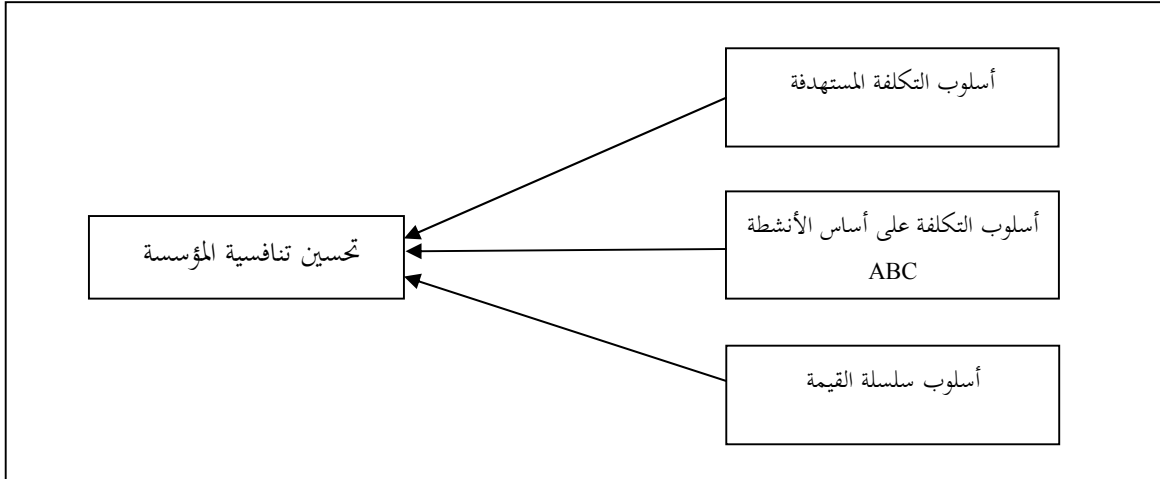 أسلوب التكلفة المستهدفة
أسلوب التكلفة على أساس الأنشطة
ABC
تحسين تنافسية المؤسسة
أسلوب سلسلة القيمة